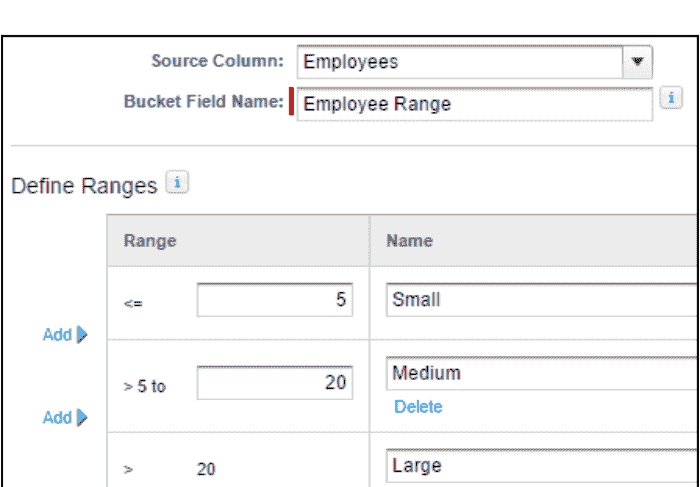 Source Column: Employees
Bucket Field Name: Employee Range i
Define Ranges i
Range Name
<= 5 Small
Add
> 5 to 20 Medium
Delete
Add
> 20 Large